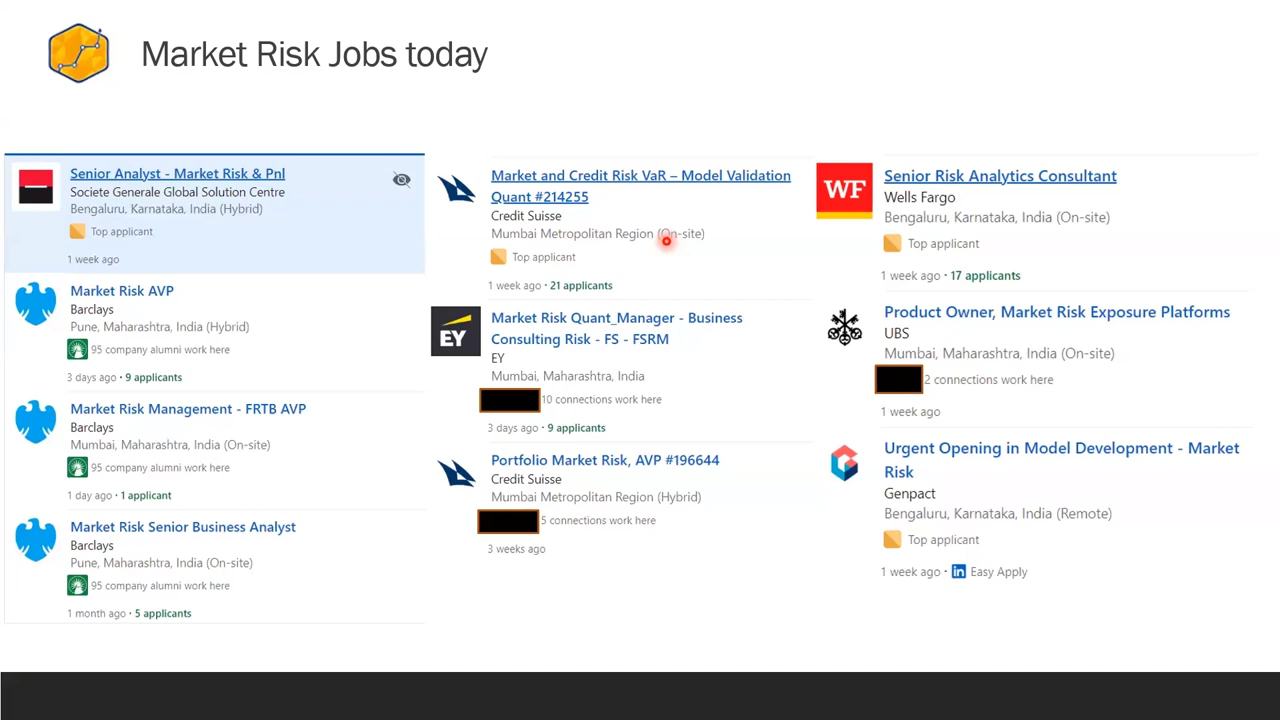 Market Risk Jobs today
Senior Analyst - Market Risk & Pnl
Societe Generale Global Solution Centre
Bengaluru, Karnataka, India (Hybrid)
Top applicant
1 week ago
Market Risk AVP
Barclays
Pune, Maharashtra, India (Hybrid)
95 company alumni work here
3 days ago · 9 applicants
Market Risk Management - FRTB AVP
Barclays
Mumbai, Maharashtra, India (On-site)
95 company alumni work here
1 day ago · 1 applicant
Market Risk Senior Business Analyst
Barclays
Pune, Maharashtra, India (On-site)
95 company alumni work here
1 month ago · 5 applicants
Market and Credit Risk VaR – Model Validation
Quant #214255
Credit Suisse
Mumbai Metropolitan Region (On-site)
Top applicant
1 week ago · 21 applicants
EY
Market Risk Quant_Manager - Business
Consulting Risk - FS - FSRM
EY
Mumbai, Maharashtra, India
10 connections work here
3 days ago · 9 applicants
Portfolio Market Risk, AVP #196644
Credit Suisse
Mumbai Metropolitan Region (Hybrid)
5 connections work here
3 weeks ago
WF
Senior Risk Analytics Consultant
Wells Fargo
Bengaluru, Karnataka, India (On-site)
Top applicant
1 week ago · 17 applicants
Product Owner, Market Risk Exposure Platforms
UBS
Mumbai, Maharashtra, India (On-site)
2 connections work here
1 week ago
Urgent Opening in Model Development - Market
Risk
Genpact
Bengaluru, Karnataka, India (Remote)
Top applicant
1 week ago · in Easy Apply